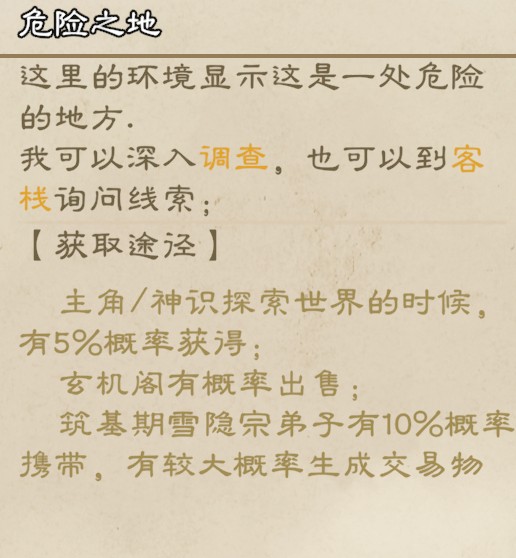 危险之地
这里的环境显示这是一处危险
的地方.
我可以深入调查，也可以到客
栈询问线索；
【获取途径】
主角/神识探索世界的时候，
有5%概率获得；
玄机阁有概率出售；
筑基期雪隐宗弟子有10%概率
携带，有较大概率生成交易物